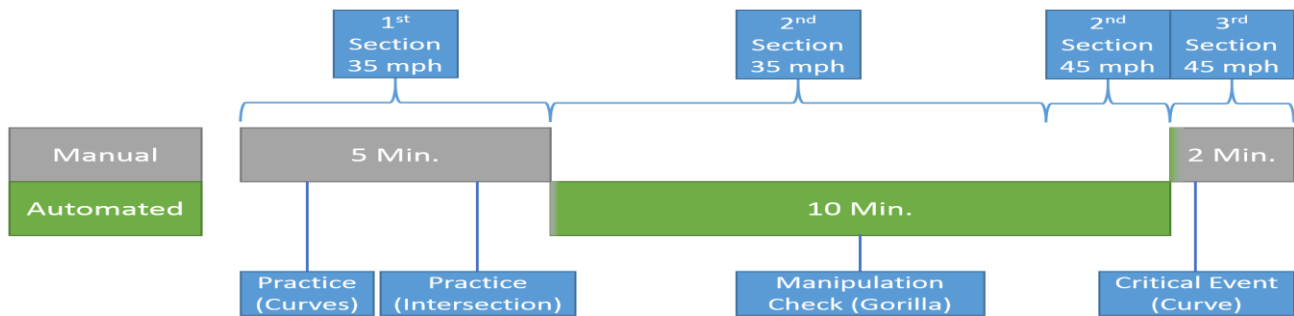 1st
Section
35 mph
2nd
Section
35 mph
2nd
Section
45 mph
3rd
Section
45 mph
Manual
5 Min.
2 Min.
Automated
10 Min.
Practice
(Curves)
Practice
(Intersection)
Manipulation
Check (Gorilla)
Critical Event
(Curve)